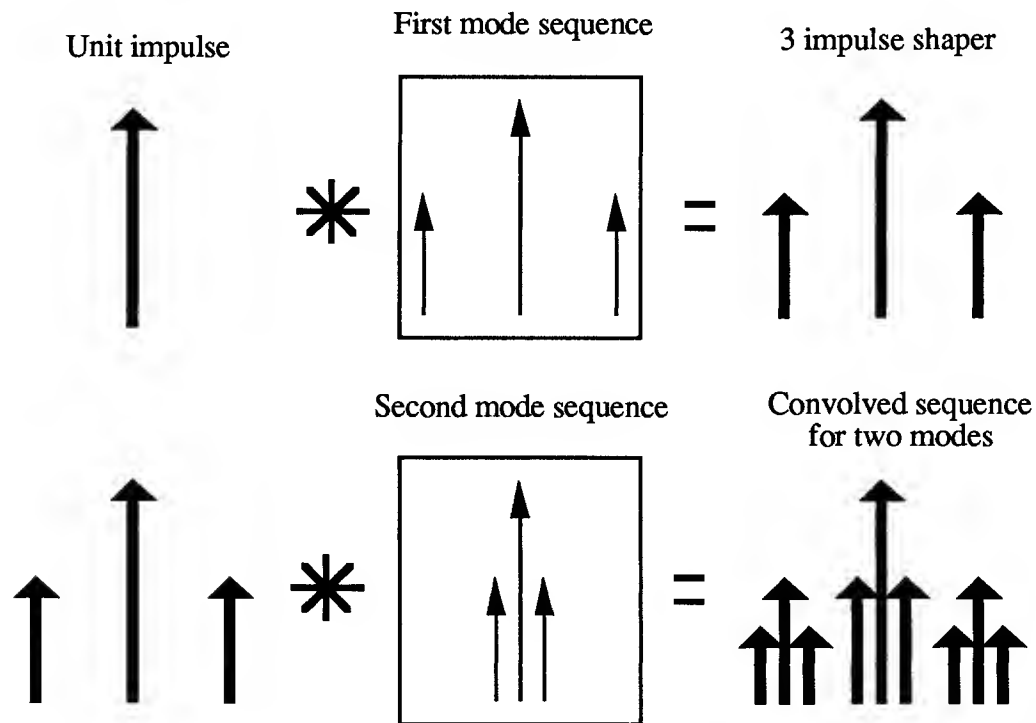 Unit impulse
First mode sequence
3 impulse shaper
=
Second mode sequence
Convolved sequence
for two modes
=